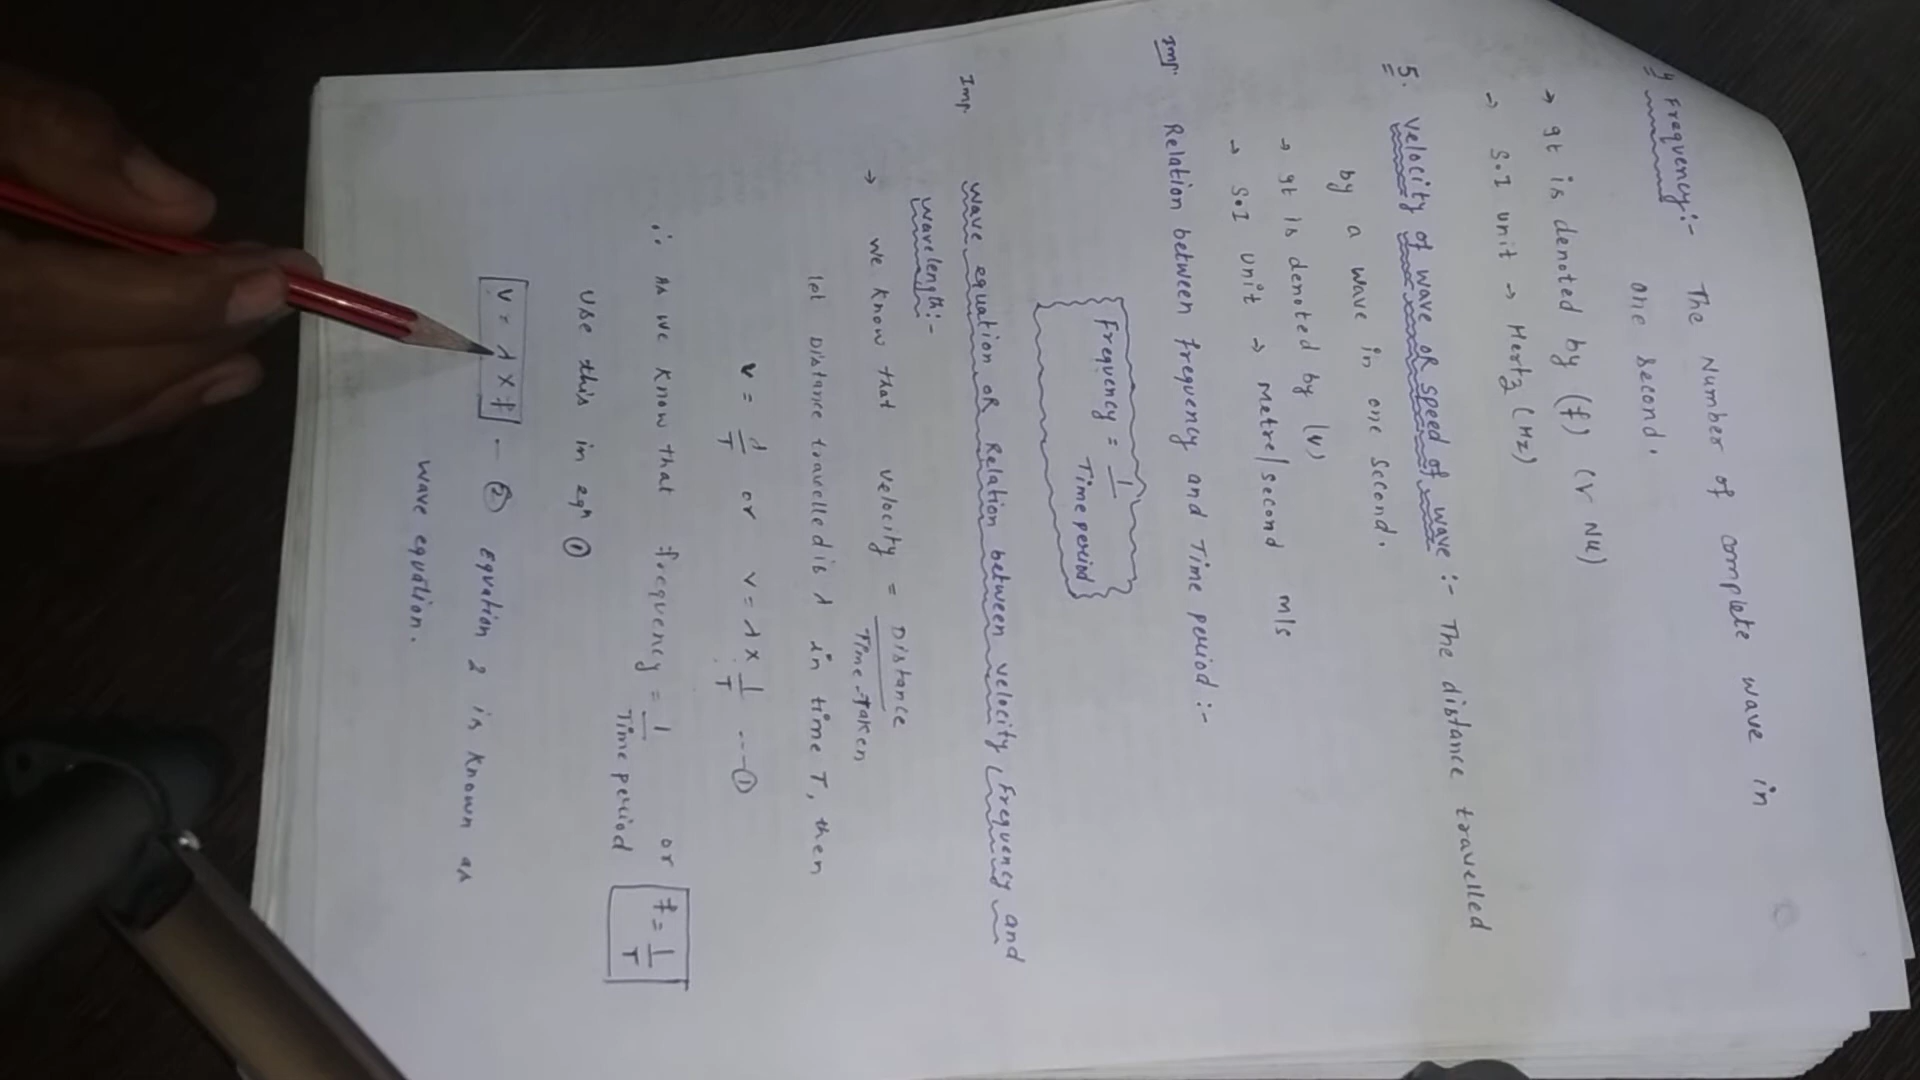 4 Frequency:- The Number of complete wave in
one second.
→ It is denoted by (f) (ν Nu)
→ S.I unit → Hertz (Hz)
5. Velocity of wave OR speed of wave :- The distance travelled
by a wave in one second.
→ It is denoted by (v)
→ S.I unit → metre/second m/s
Imp. Relation between frequency and Time period :-
Frequency = 1/Time period
Imp. Wave equation OR Relation between velocity, Frequency and
wavelength:-
→ We know that velocity = Distance/Time taken
let Distance travelled is λ in time T, then
v = λ/T or v = λ x 1/T --- ①
∴ As we know that frequency = 1/Time period or f = 1/T
Use this in eqn ①
v = λ x f -- ② equation 2 is known as
wave equation.